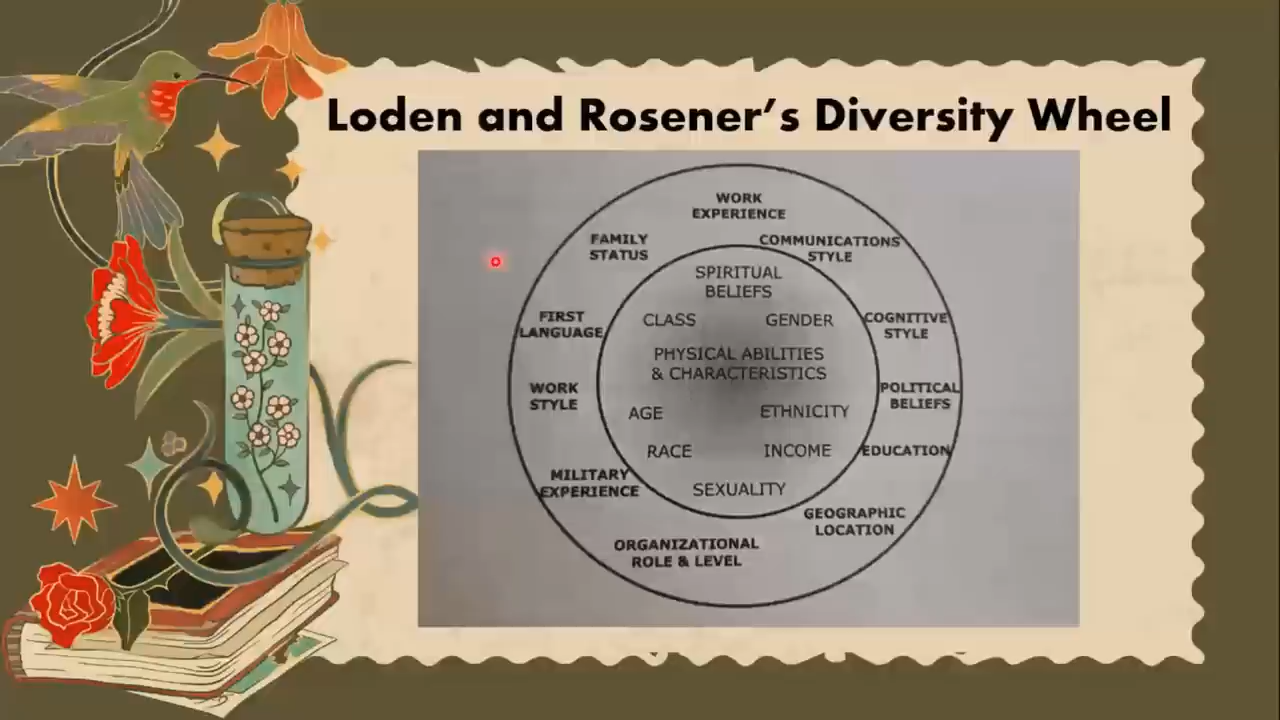 Loden and Rosener's Diversity Wheel
WORK
EXPERIENCE
FAMILY
STATUS
COMMUNICATIONS
STYLE
SPIRITUAL
BELIEFS
FIRST
LANGUAGE
CLASS
GENDER
COGNITIVE
STYLE
PHYSICAL ABILITIES
& CHARACTERISTICS
WORK
STYLE
POLITICAL
BELIEFS
AGE
ETHNICITY
RACE
INCOME
EDUCATION
MILITARY
EXPERIENCE
SEXUALITY
GEOGRAPHIC
LOCATION
ORGANIZATIONAL
ROLE & LEVEL